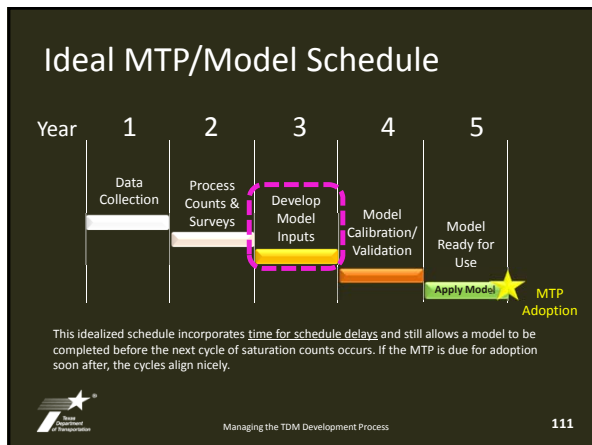 Ideal MTP/Model Schedule
Year 1 2 3 4 5
Data
Collection
Process
Counts &
Surveys
Develop
Model
Inputs
Model
Calibration/
Validation
Model
Ready for
Use
Apply Model
MTP
Adoption
This idealized schedule incorporates time for schedule delays and still allows a model to be
completed before the next cycle of saturation counts occurs. If the MTP is due for adoption
soon after, the cycles align nicely.
®
Texas
Department
of Transportation
Managing the TDM Development Process
111